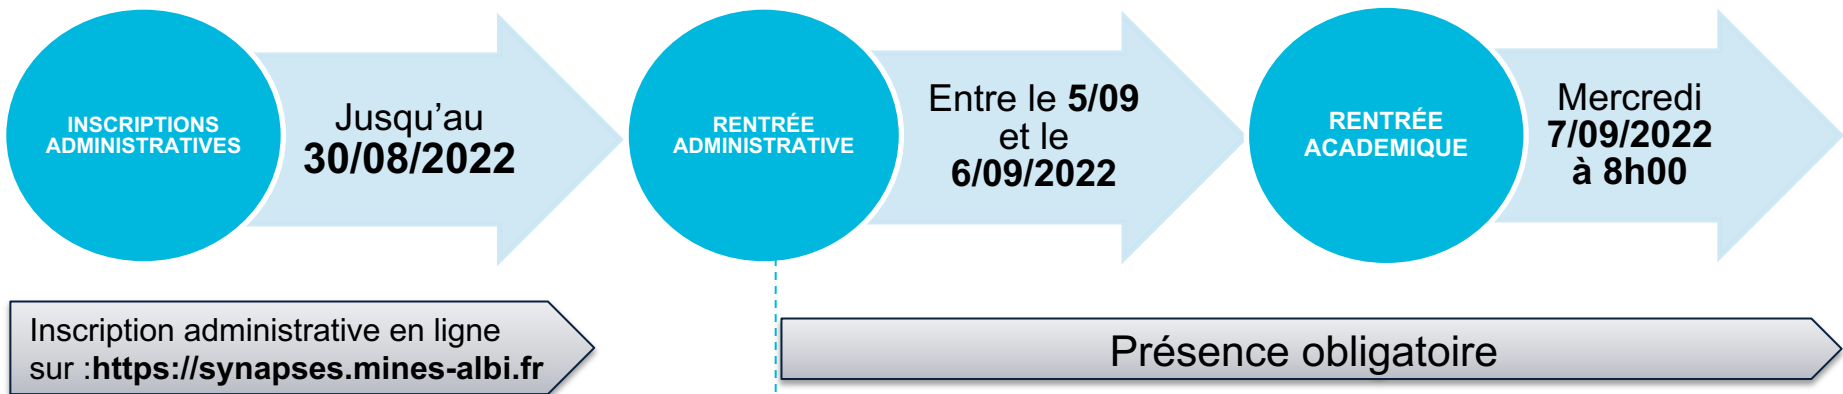 INSCRIPTIONS
ADMINISTRATIVES
Jusqu’au
30/08/2022
RENTRÉE
ADMINISTRATIVE
Entre le 5/09
et le
6/09/2022
RENTRÉE
ACADEMIQUE
Mercredi
7/09/2022
à 8h00
Inscription administrative en ligne
sur :https://synapses.mines-albi.fr
Présence obligatoire